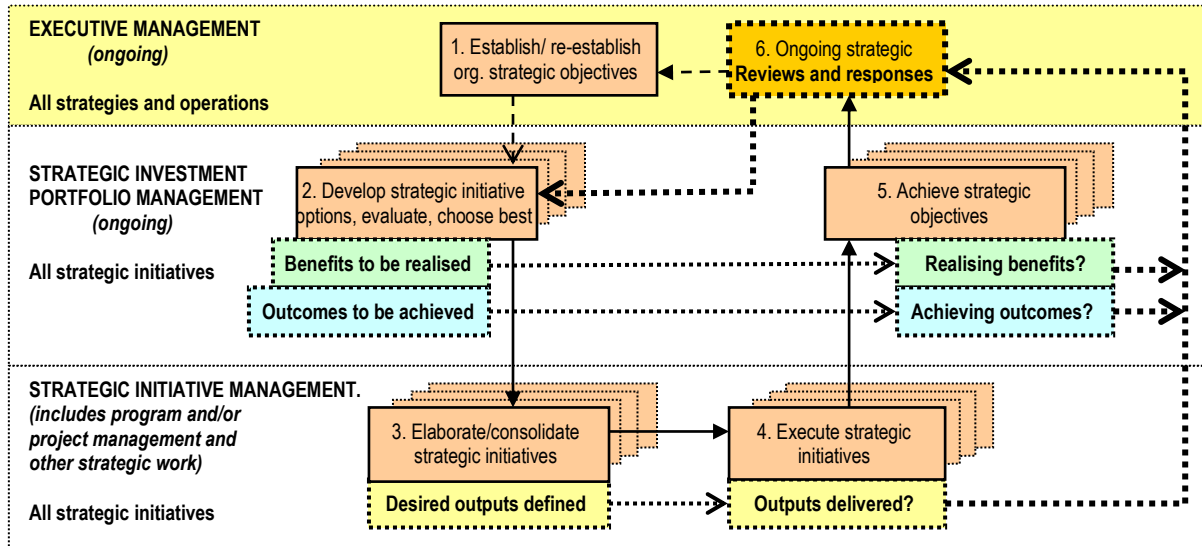 EXECUTIVE MANAGEMENT
(ongoing)
All strategies and operations
1. Establish/ re-establish
org. strategic objectives
6. Ongoing strategic
Reviews and responses
STRATEGIC INVESTMENT
PORTFOLIO MANAGEMENT
(ongoing)
All strategic initiatives
2. Develop strategic initiative
options, evaluate, choose best
Benefits to be realised
Outcomes to be achieved
5. Achieve strategic
objectives
Realising benefits?
Achieving outcomes?
STRATEGIC INITIATIVE MANAGEMENT.
(includes program and/or
project management and
other strategic work)
All strategic initiatives
3. Elaborate/consolidate
strategic initiatives
Desired outputs defined
4. Execute strategic
initiatives
Outputs delivered?